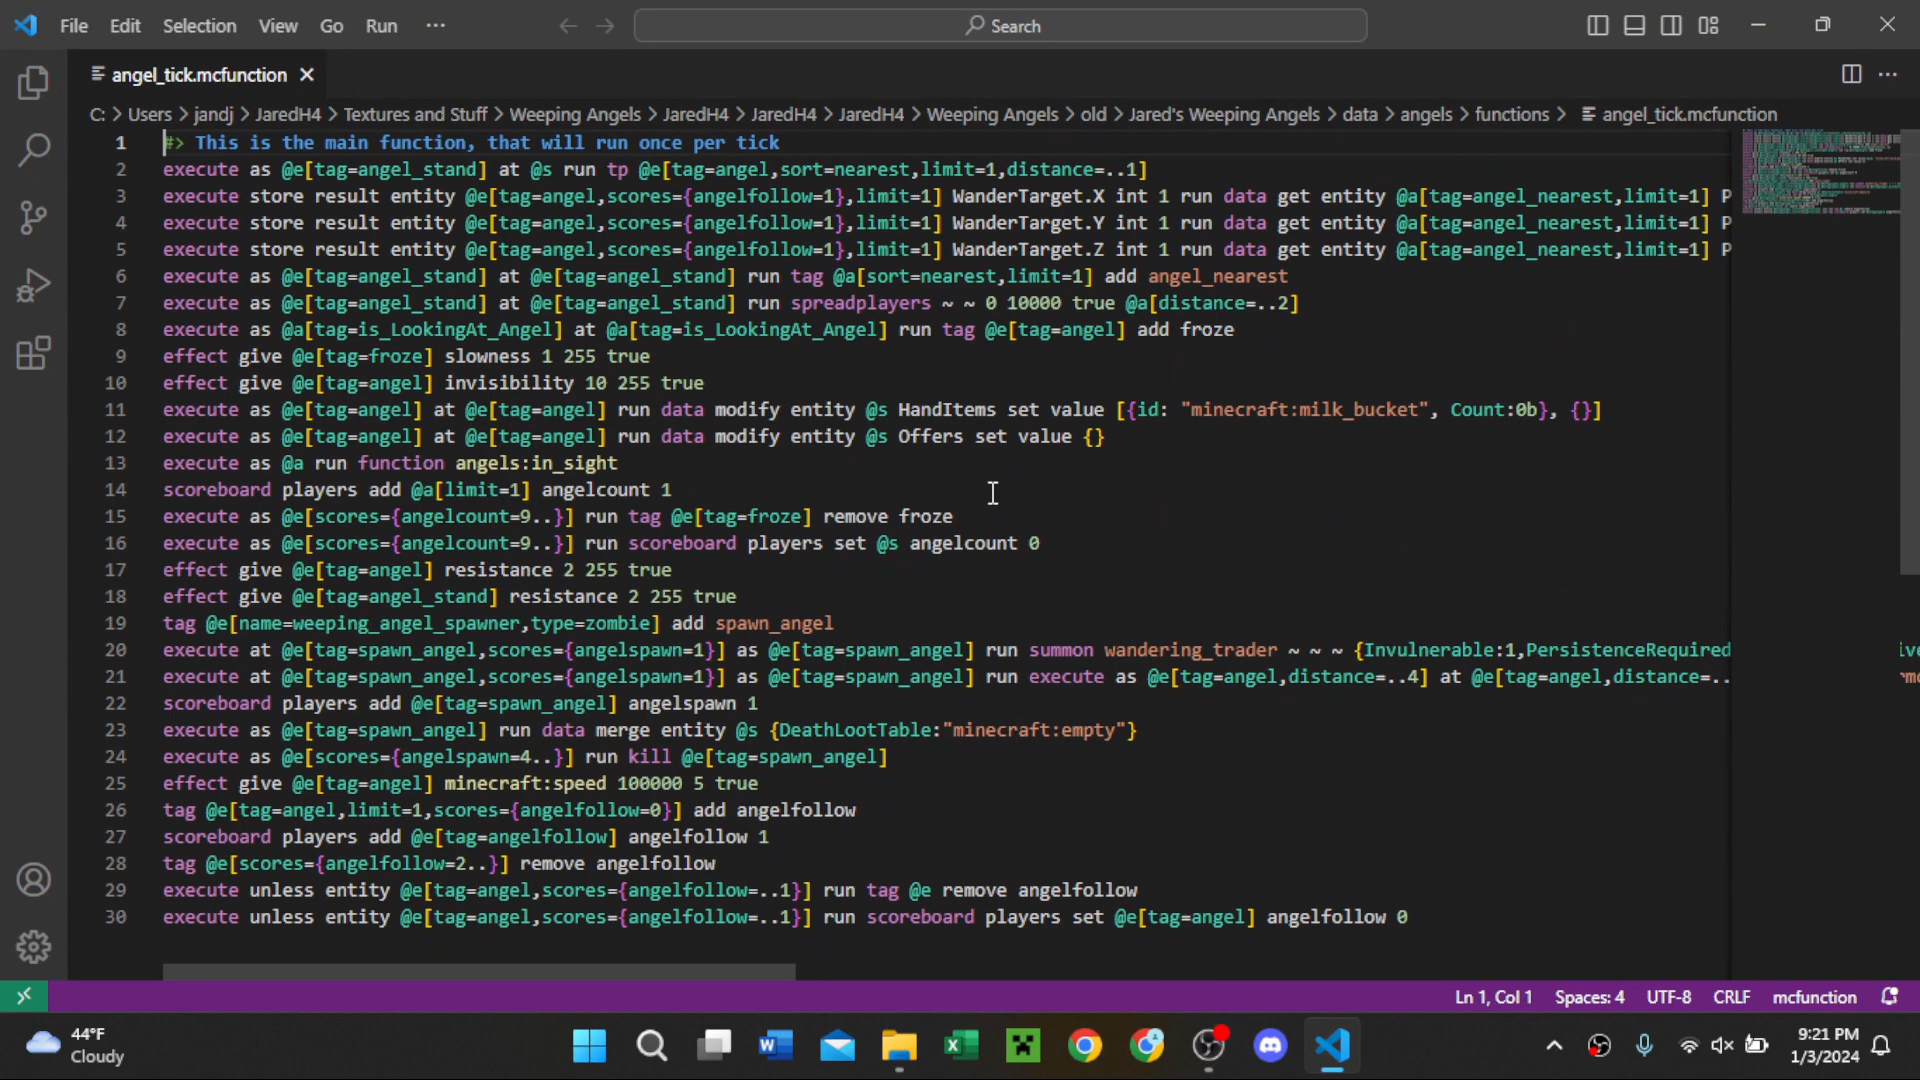 File Edit Selection View Go Run ··· Search
angel_tick.mcfunction
C: > Users > jandj > JaredH4 > Textures and Stuff > Weeping Angels > JaredH4 > JaredH4 > JaredH4 > Weeping Angels > old > Jared's Weeping Angels > data > angels > functions > angel_tick.mcfunction
1 #> This is the main function, that will run once per tick
2 execute as @e[tag=angel_stand] at @s run tp @e[tag=angel,sort=nearest,limit=1,distance=..1]
3 execute store result entity @e[tag=angel,scores={angelfollow=1},limit=1] WanderTarget.X int 1 run data get entity @a[tag=angel_nearest,limit=1] P
4 execute store result entity @e[tag=angel,scores={angelfollow=1},limit=1] WanderTarget.Y int 1 run data get entity @a[tag=angel_nearest,limit=1] P
5 execute store result entity @e[tag=angel,scores={angelfollow=1},limit=1] WanderTarget.Z int 1 run data get entity @a[tag=angel_nearest,limit=1] P
6 execute as @e[tag=angel_stand] at @e[tag=angel_stand] run tag @a[sort=nearest,limit=1] add angel_nearest
7 execute as @e[tag=angel_stand] at @e[tag=angel_stand] run spreadplayers ~ ~ 0 10000 true @a[distance=..2]
8 execute as @a[tag=is_LookingAt_Angel] at @a[tag=is_LookingAt_Angel] run tag @e[tag=angel] add froze
9 effect give @e[tag=froze] slowness 1 255 true
10 effect give @e[tag=angel] invisibility 10 255 true
11 execute as @e[tag=angel] at @e[tag=angel] run data modify entity @s HandItems set value [{id: "minecraft:milk_bucket", Count:0b}, {}]
12 execute as @e[tag=angel] at @e[tag=angel] run data modify entity @s Offers set value {}
13 execute as @a run function angels:in_sight
14 scoreboard players add @a[limit=1] angelcount 1
15 execute as @e[scores={angelcount=9..}] run tag @e[tag=froze] remove froze
16 execute as @e[scores={angelcount=9..}] run scoreboard players set @s angelcount 0
17 effect give @e[tag=angel] resistance 2 255 true
18 effect give @e[tag=angel_stand] resistance 2 255 true
19 tag @e[name=weeping_angel_spawner,type=zombie] add spawn_angel
20 execute at @e[tag=spawn_angel,scores={angelspawn=1}] as @e[tag=spawn_angel] run summon wandering_trader ~ ~ ~ {Invulnerable:1,PersistenceRequired
21 execute at @e[tag=spawn_angel,scores={angelspawn=1}] as @e[tag=spawn_angel] run execute as @e[tag=angel,distance=..4] at @e[tag=angel,distance=..
22 scoreboard players add @e[tag=spawn_angel] angelspawn 1
23 execute as @e[tag=spawn_angel] run data merge entity @s {DeathLootTable:"minecraft:empty"}
24 execute as @e[scores={angelspawn=4..}] run kill @e[tag=spawn_angel]
25 effect give @e[tag=angel] minecraft:speed 100000 5 true
26 tag @e[tag=angel,limit=1,scores={angelfollow=0}] add angelfollow
27 scoreboard players add @e[tag=angelfollow] angelfollow 1
28 tag @e[scores={angelfollow=2..}] remove angelfollow
29 execute unless entity @e[tag=angel,scores={angelfollow=..1}] run tag @e remove angelfollow
30 execute unless entity @e[tag=angel,scores={angelfollow=..1}] run scoreboard players set @e[tag=angel] angelfollow 0
Ln 1, Col 1 Spaces: 4 UTF-8 CRLF mcfunction
44°F
Cloudy
9:21 PM
1/3/2024